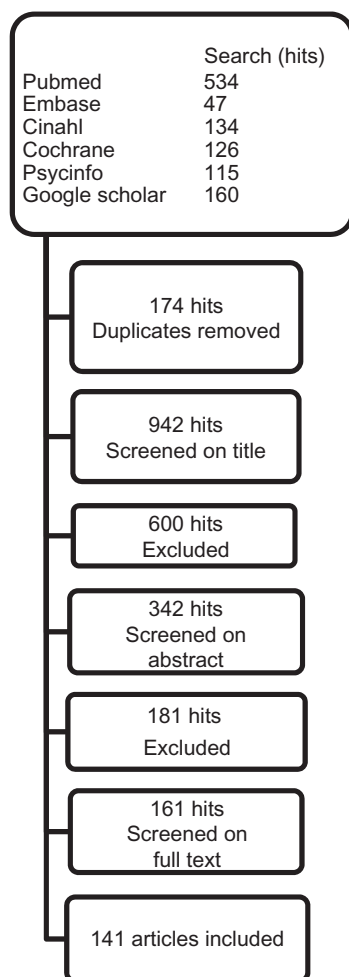 Search (hits)
Pubmed 534
Embase 47
Cinahl 134
Cochrane 126
Psycinfo 115
Google scholar 160
174 hits
Duplicates removed
942 hits
Screened on title
600 hits
Excluded
342 hits
Screened on
abstract
181 hits
Excluded
161 hits
Screened on
full text
141 articles included